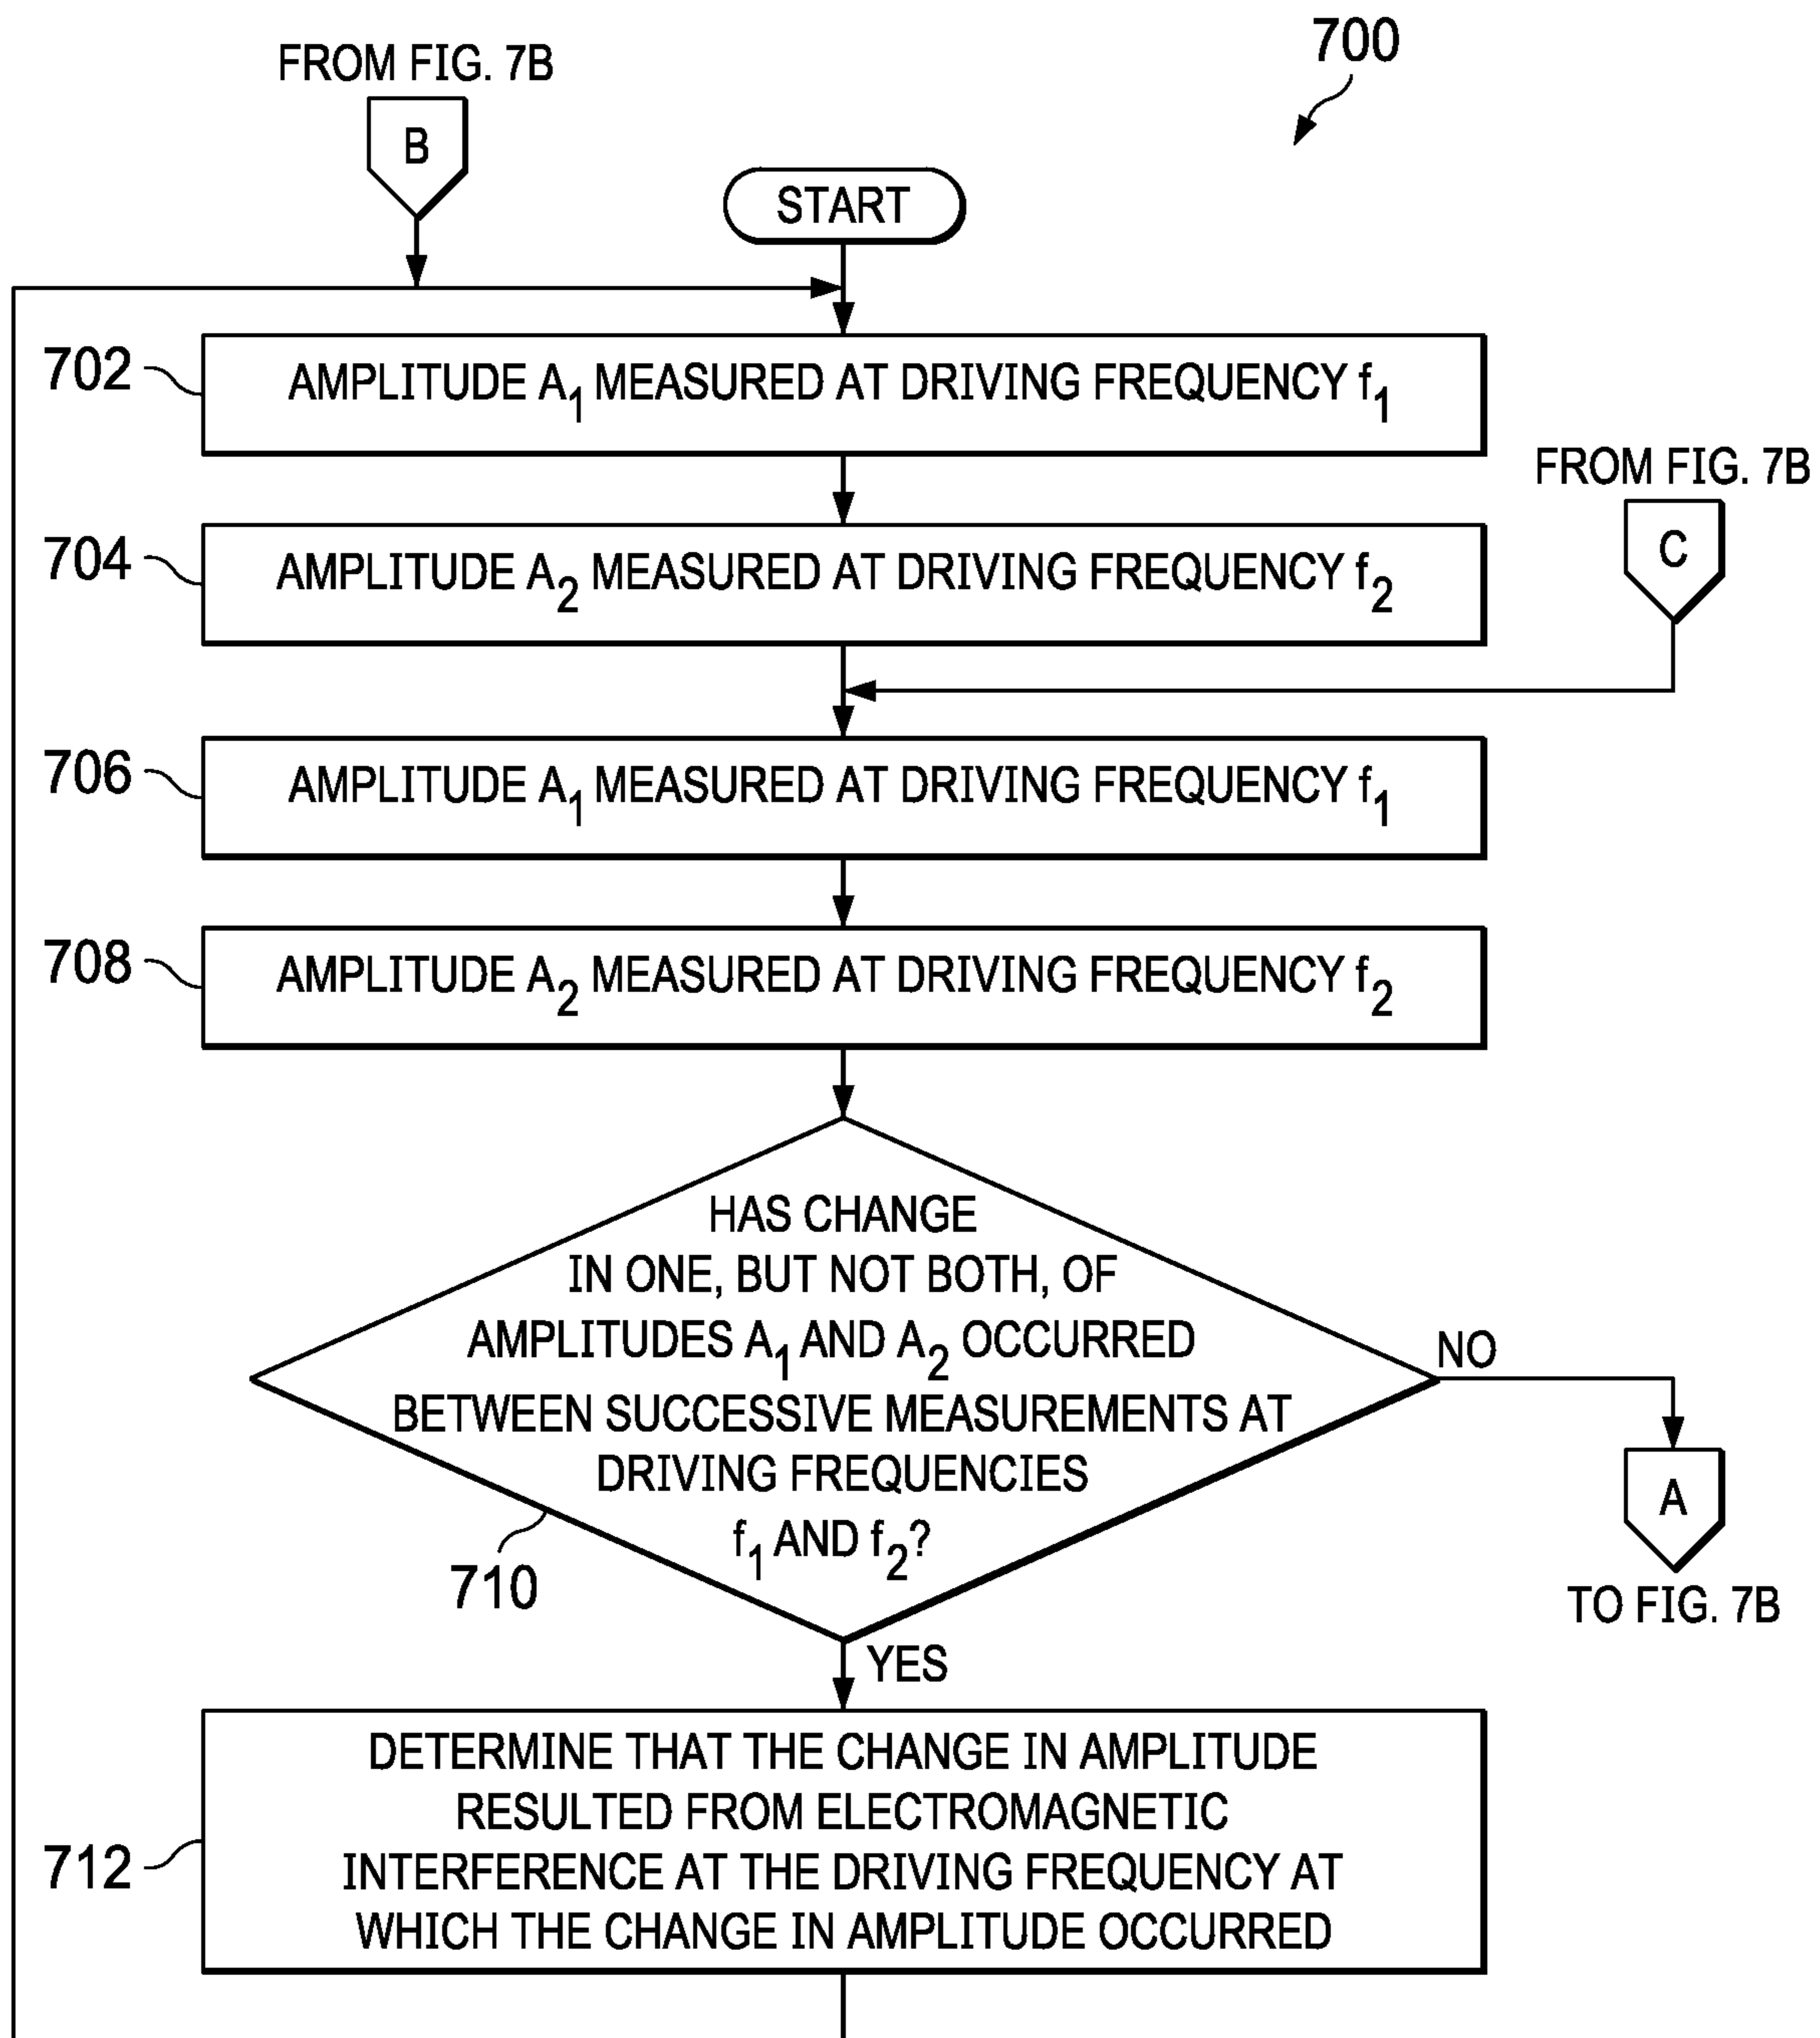 700
FROM FIG. 7B
B
START
702
AMPLITUDE A₁ MEASURED AT DRIVING FREQUENCY f₁
FROM FIG. 7B
C
704
AMPLITUDE A₂ MEASURED AT DRIVING FREQUENCY f₂
706
AMPLITUDE A₁ MEASURED AT DRIVING FREQUENCY f₁
708
AMPLITUDE A₂ MEASURED AT DRIVING FREQUENCY f₂
HAS CHANGE
IN ONE, BUT NOT BOTH, OF
AMPLITUDES A₁ AND A₂ OCCURRED
BETWEEN SUCCESSIVE MEASUREMENTS AT
DRIVING FREQUENCIES
f₁ AND f₂?
710
NO
A
TO FIG. 7B
YES
712
DETERMINE THAT THE CHANGE IN AMPLITUDE
RESULTED FROM ELECTROMAGNETIC
INTERFERENCE AT THE DRIVING FREQUENCY AT
WHICH THE CHANGE IN AMPLITUDE OCCURRED